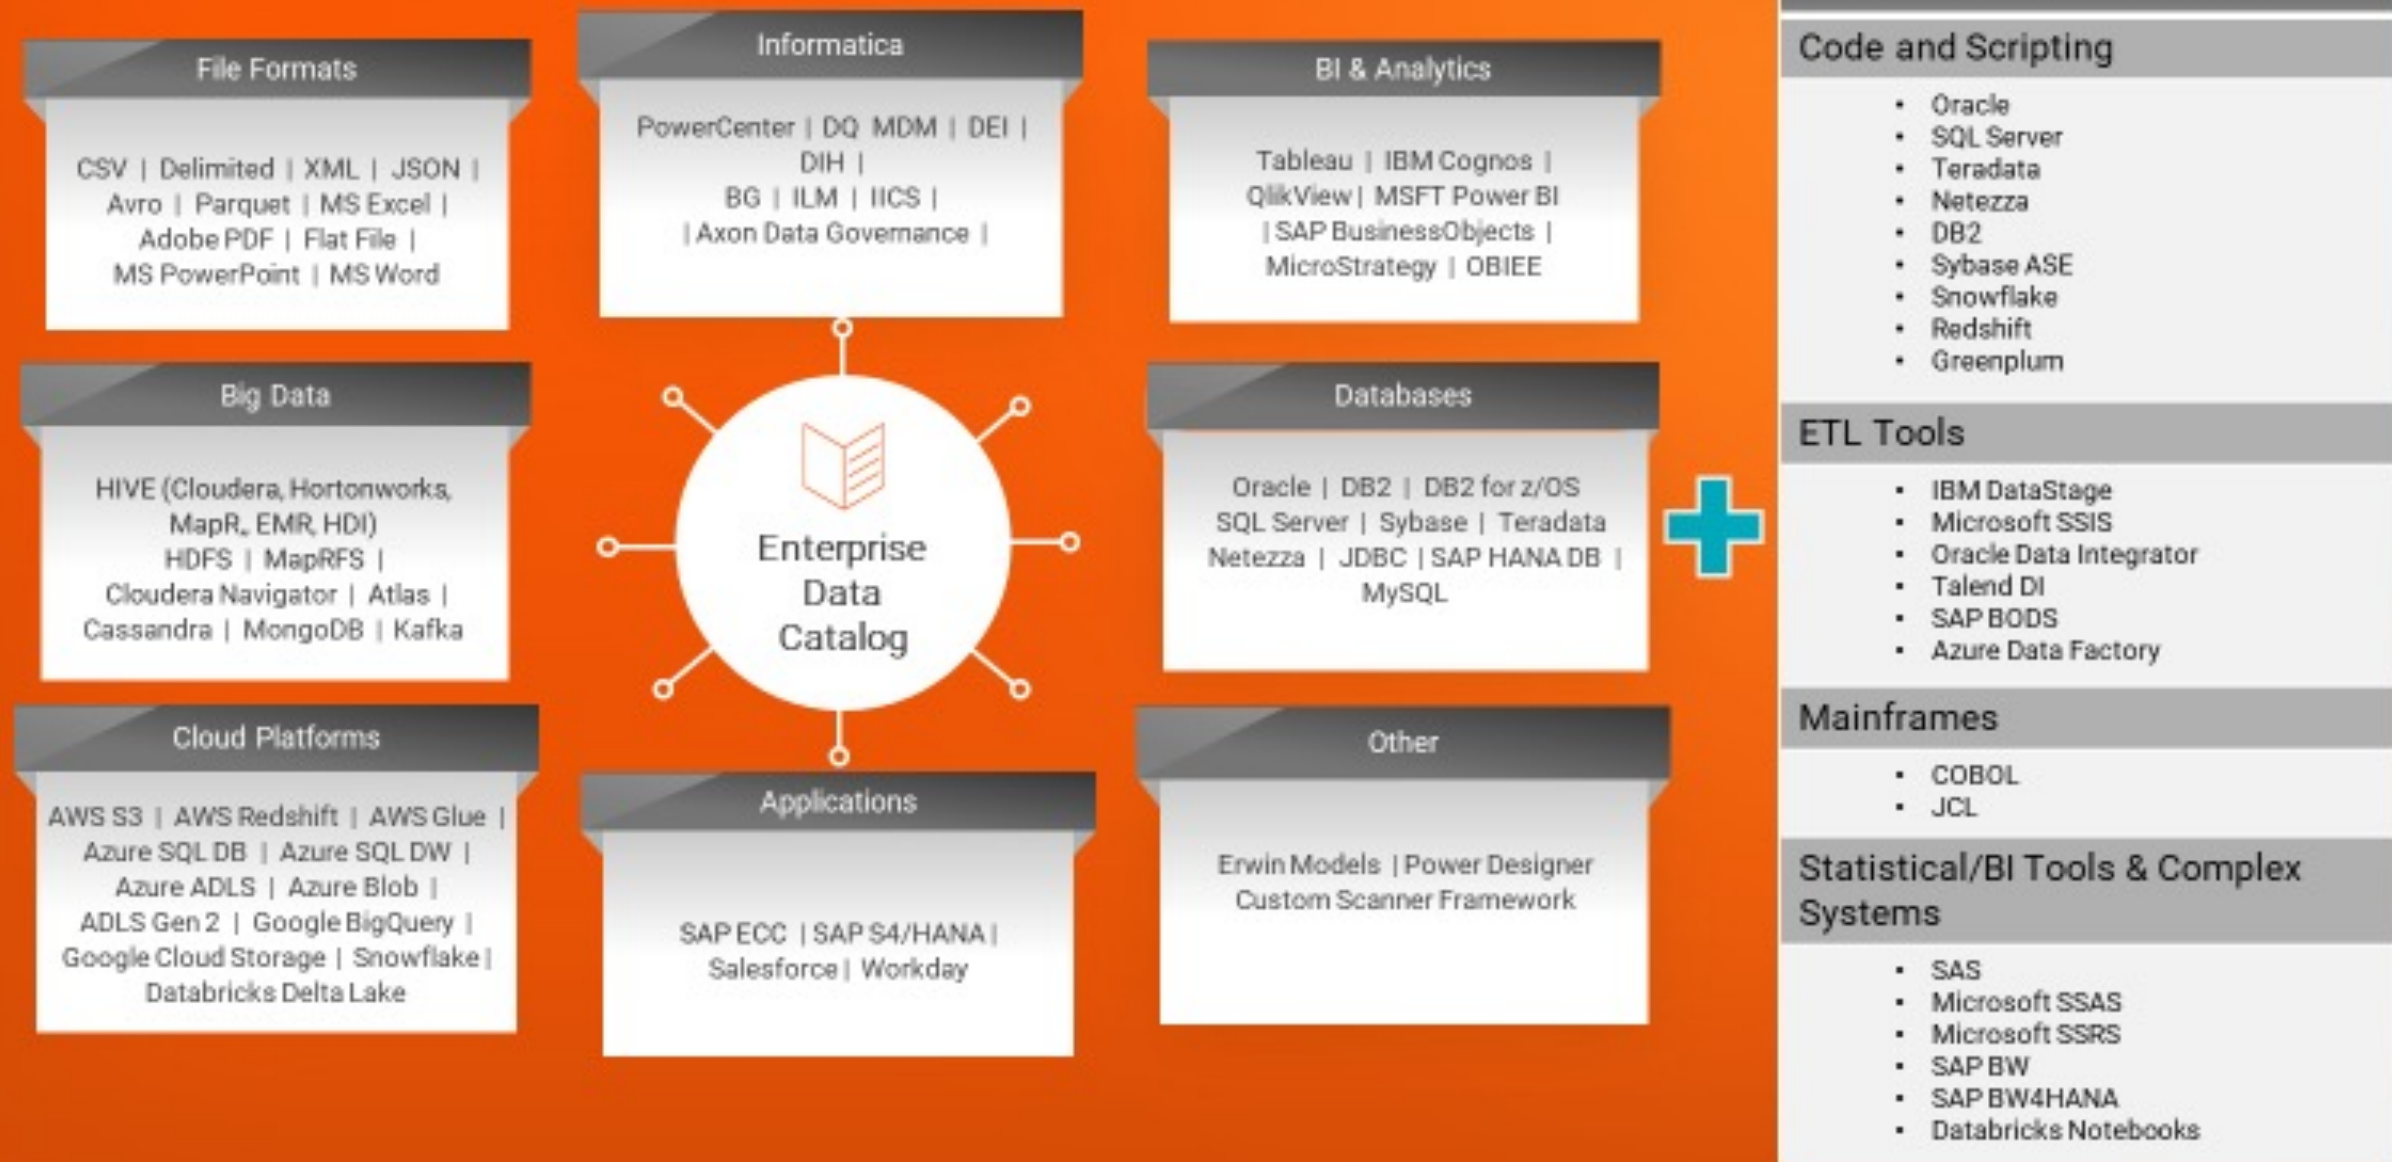 File Formats
CSV | Delimited | XML | JSON |
Avro | Parquet | MS Excel |
Adobe PDF | Flat File |
MS PowerPoint | MS Word
Informatica
PowerCenter | DQ MDM | DEI |
DIH |
BG | ILM | IICS |
| Axon Data Governance |
BI & Analytics
Tableau | IBM Cognos |
QlikView | MSFT Power BI
| SAP BusinessObjects |
MicroStrategy | OBIEE
Big Data
HIVE (Cloudera, Hortonworks,
MapR,, EMR, HDI)
HDFS | MapRFS |
Cloudera Navigator | Atlas |
Cassandra | MongoDB | Kafka
Enterprise
Data
Catalog
Databases
Oracle | DB2 | DB2 for z/OS
SQL Server | Sybase | Teradata
Netezza | JDBC | SAP HANA DB |
MySQL
Cloud Platforms
AWS S3 | AWS Redshift | AWS Glue |
Azure SQL DB | Azure SQL DW |
Azure ADLS | Azure Blob |
ADLS Gen 2 | Google BigQuery |
Google Cloud Storage | Snowflake |
Databricks Delta Lake
Applications
SAP ECC | SAP S4/HANA |
Salesforce | Workday
Other
Erwin Models | Power Designer
Custom Scanner Framework
Code and Scripting
• Oracle
• SQL Server
• Teradata
• Netezza
• DB2
• Sybase ASE
• Snowflake
• Redshift
• Greenplum
ETL Tools
• IBM DataStage
• Microsoft SSIS
• Oracle Data Integrator
• Talend DI
• SAP BODS
• Azure Data Factory
Mainframes
• COBOL
• JCL
Statistical/BI Tools & Complex
Systems
• SAS
• Microsoft SSAS
• Microsoft SSRS
• SAP BW
• SAP BW4HANA
• Databricks Notebooks